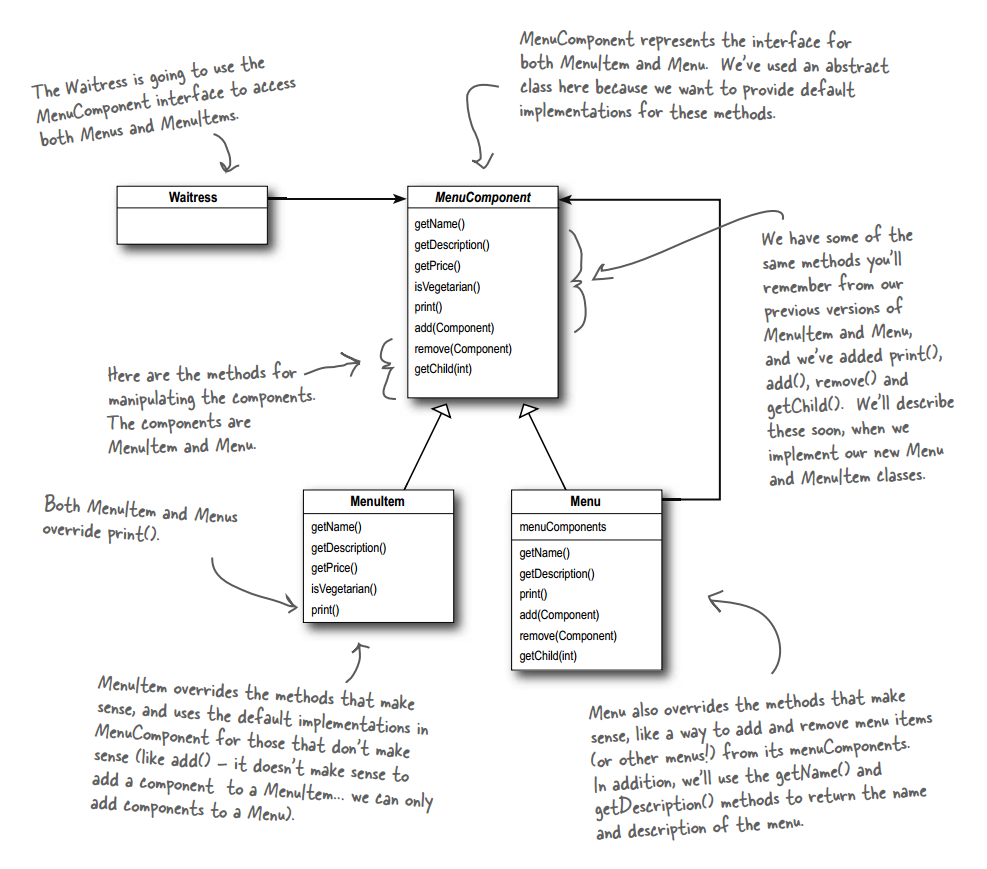 MenuComponent represents the interface for
both MenuItem and Menu. We've used an abstract
class here because we want to provide default
implementations for these methods.
The Waitress is going to use the
MenuComponent interface to access
both Menus and MenuItems.
Waitress
MenuComponent
getName()
getDescription()
getPrice()
isVegetarian()
print()
add(Component)
remove(Component)
getChild(int)
We have some of the
same methods you'll
remember from our
previous versions of
MenuItem and Menu,
and we've added print(),
add(), remove() and
getChild(). We'll describe
these soon, when we
implement our new Menu
and MenuItem classes.
Here are the methods for
manipulating the components.
The components are
MenuItem and Menu.
Both MenuItem and Menus
override print().
MenuItem
getName()
getDescription()
getPrice()
isVegetarian()
print()
Menu
menuComponents
getName()
getDescription()
print()
add(Component)
remove(Component)
getChild(int)
MenuItem overrides the methods that make
sense, and uses the default implementations in
MenuComponent for those that don't make
sense (like add() – it doesn't make sense to
add a component to a MenuItem... we can only
add components to a Menu).
Menu also overrides the methods that make
sense, like a way to add and remove menu items
(or other menus!) from its menuComponents.
In addition, we'll use the getName() and
getDescription() methods to return the name
and description of the menu.